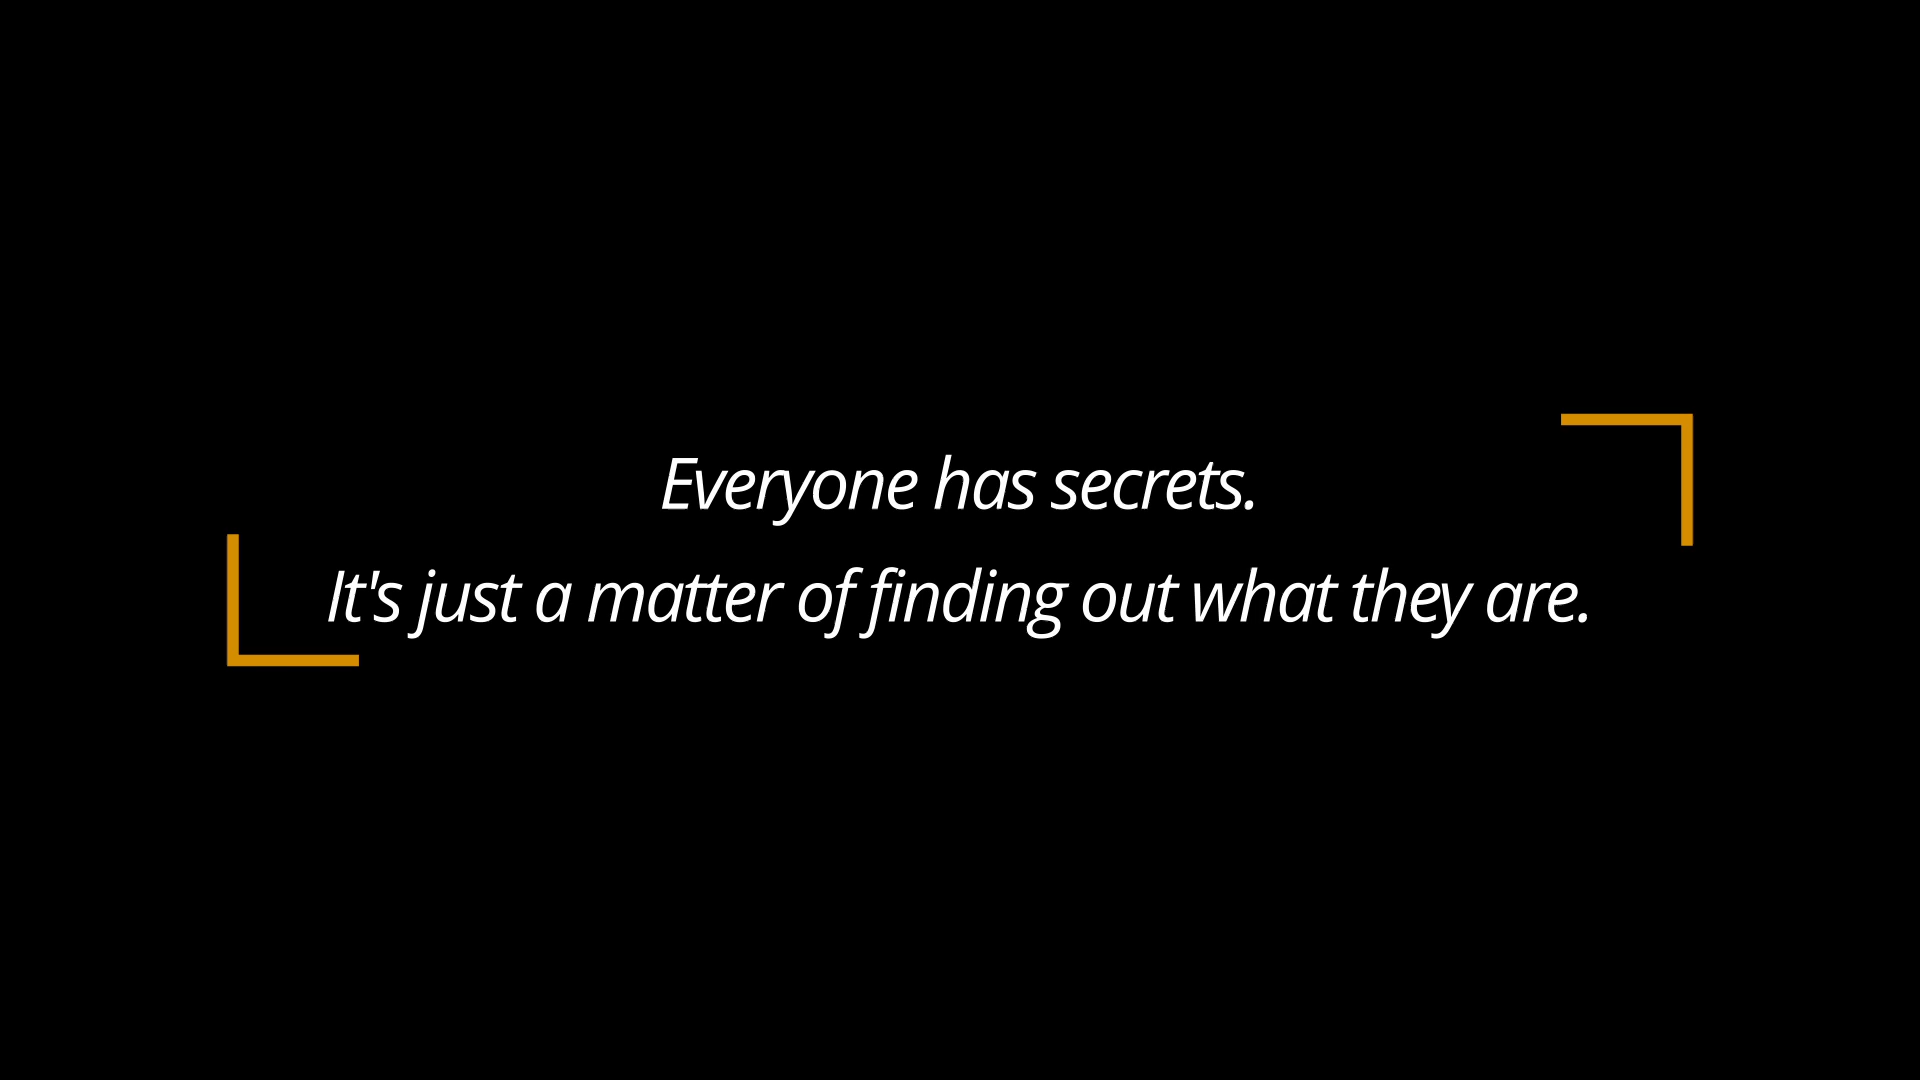 Everyone has secrets.
It's just a matter of finding out what they are.